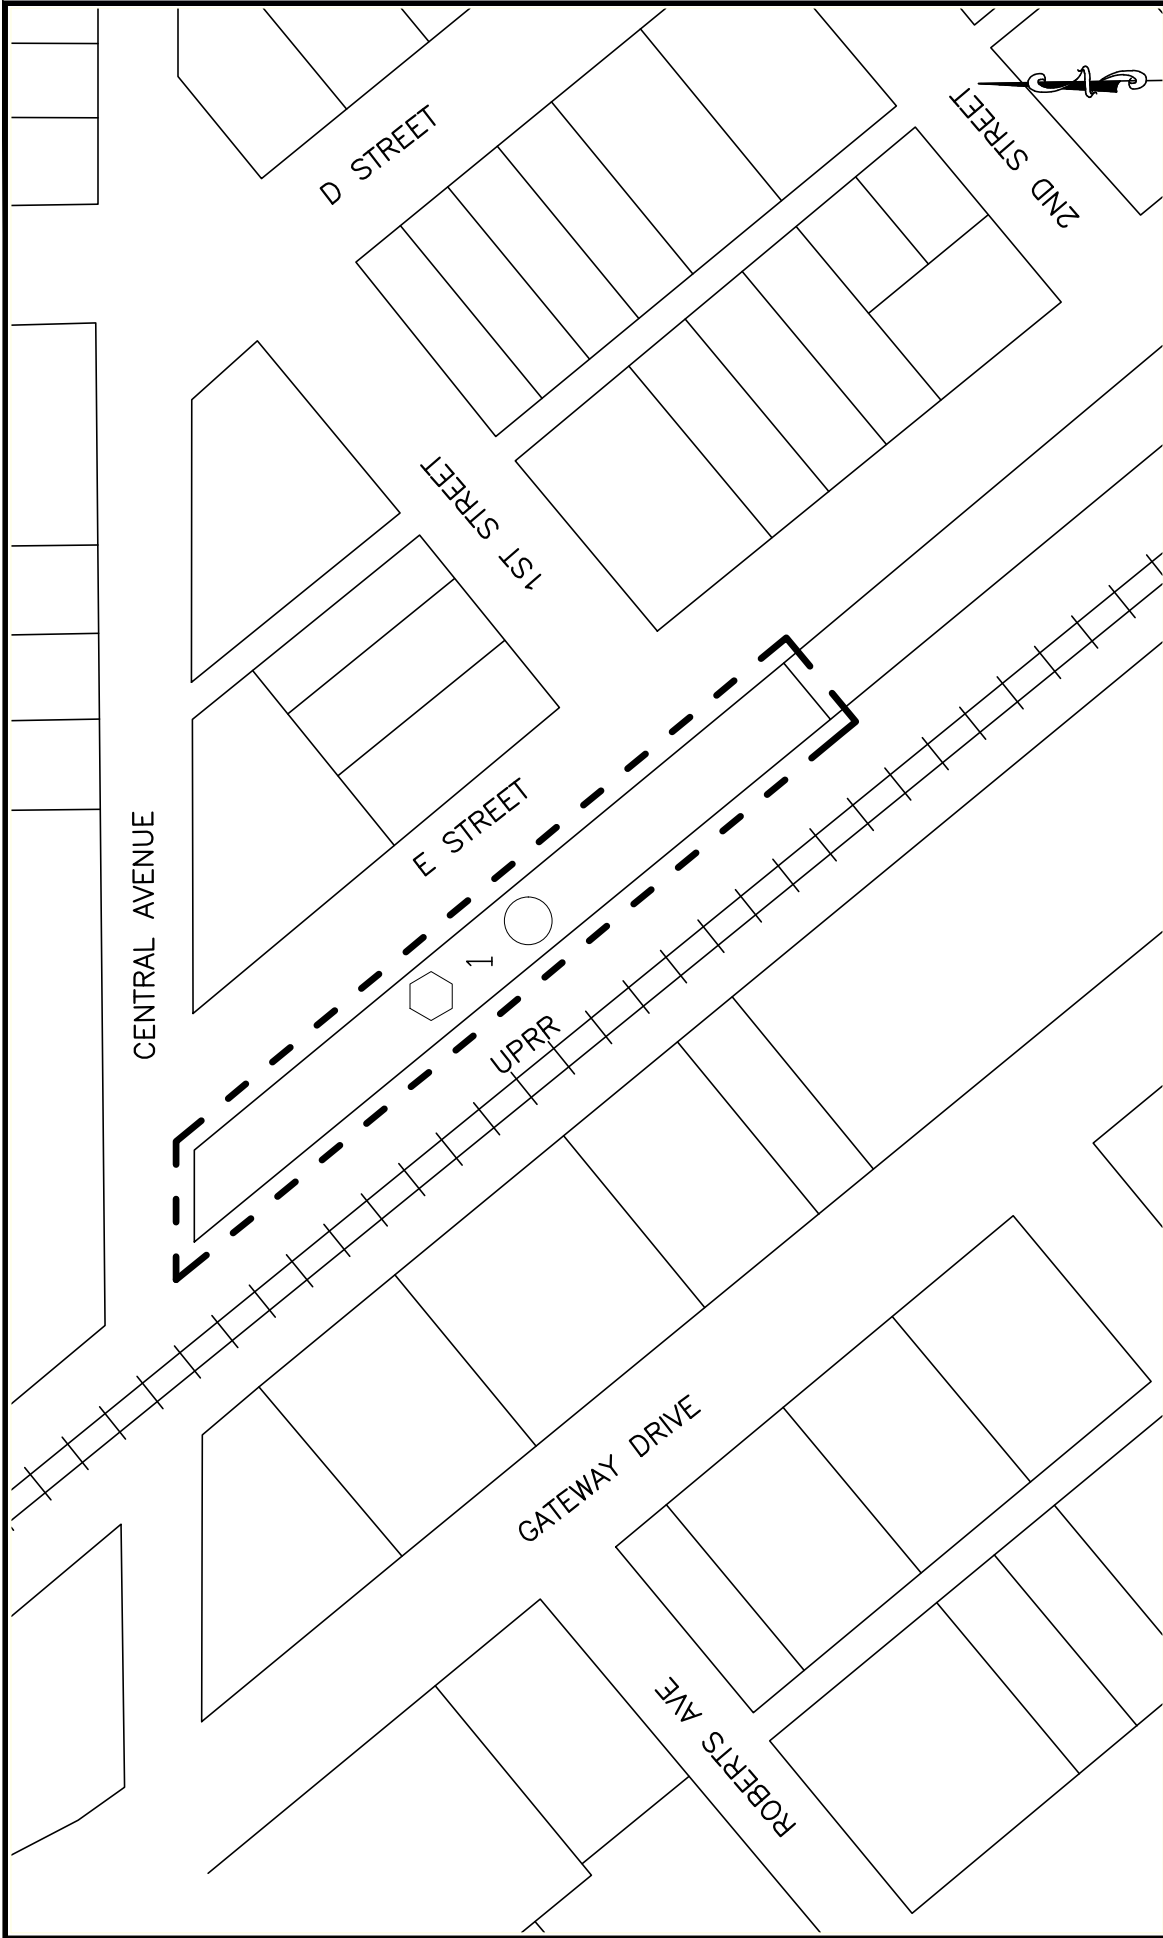 D STREET
2ND STREET
N
1ST STREET
E STREET
CENTRAL AVENUE
1
UPRR
GATEWAY DRIVE
ROBERTS AVE